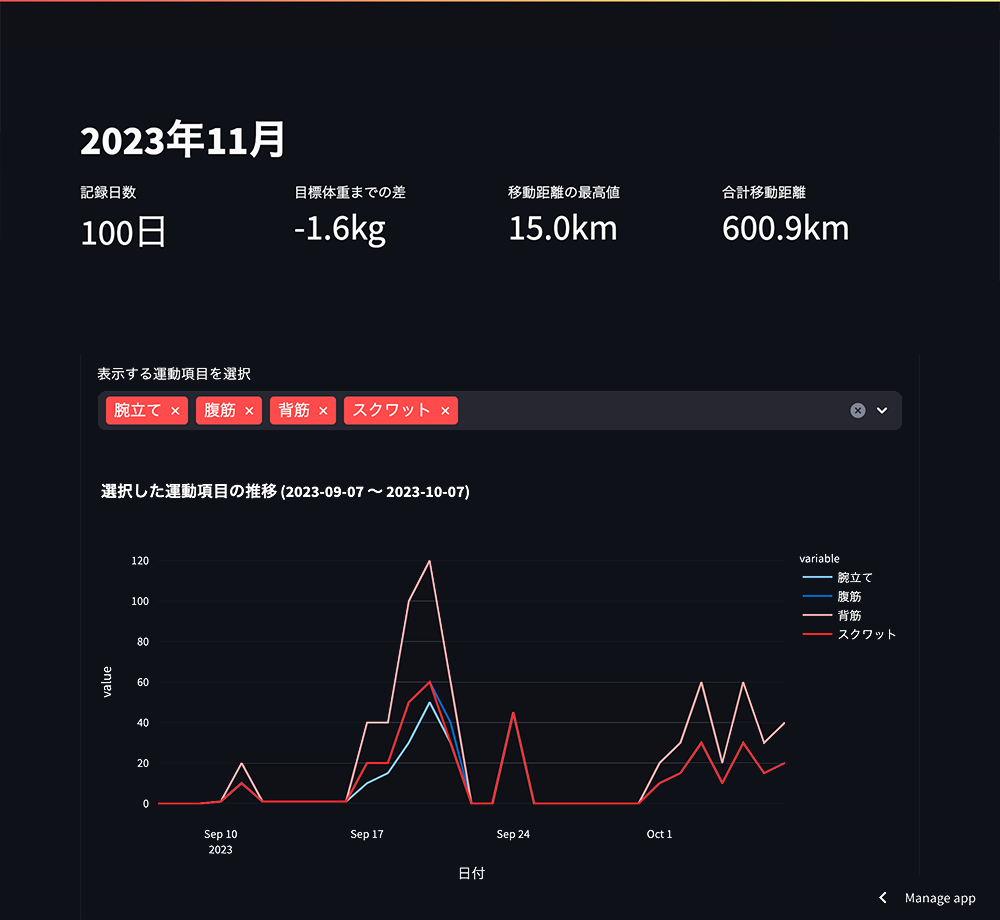 2023年11月
記録日数
100日
目標体重までの差
-1.6kg
移動距離の最高値
15.0km
合計移動距離
600.9km
表示する運動項目を選択
腕立て × 腹筋 × 背筋 × スクワット ×
選択した運動項目の推移 (2023-09-07 〜 2023-10-07)
value
120
100
80
60
40
20
0
Sep 10
2023
Sep 17
Sep 24
Oct 1
日付
variable
腕立て
腹筋
背筋
スクワット
Manage app